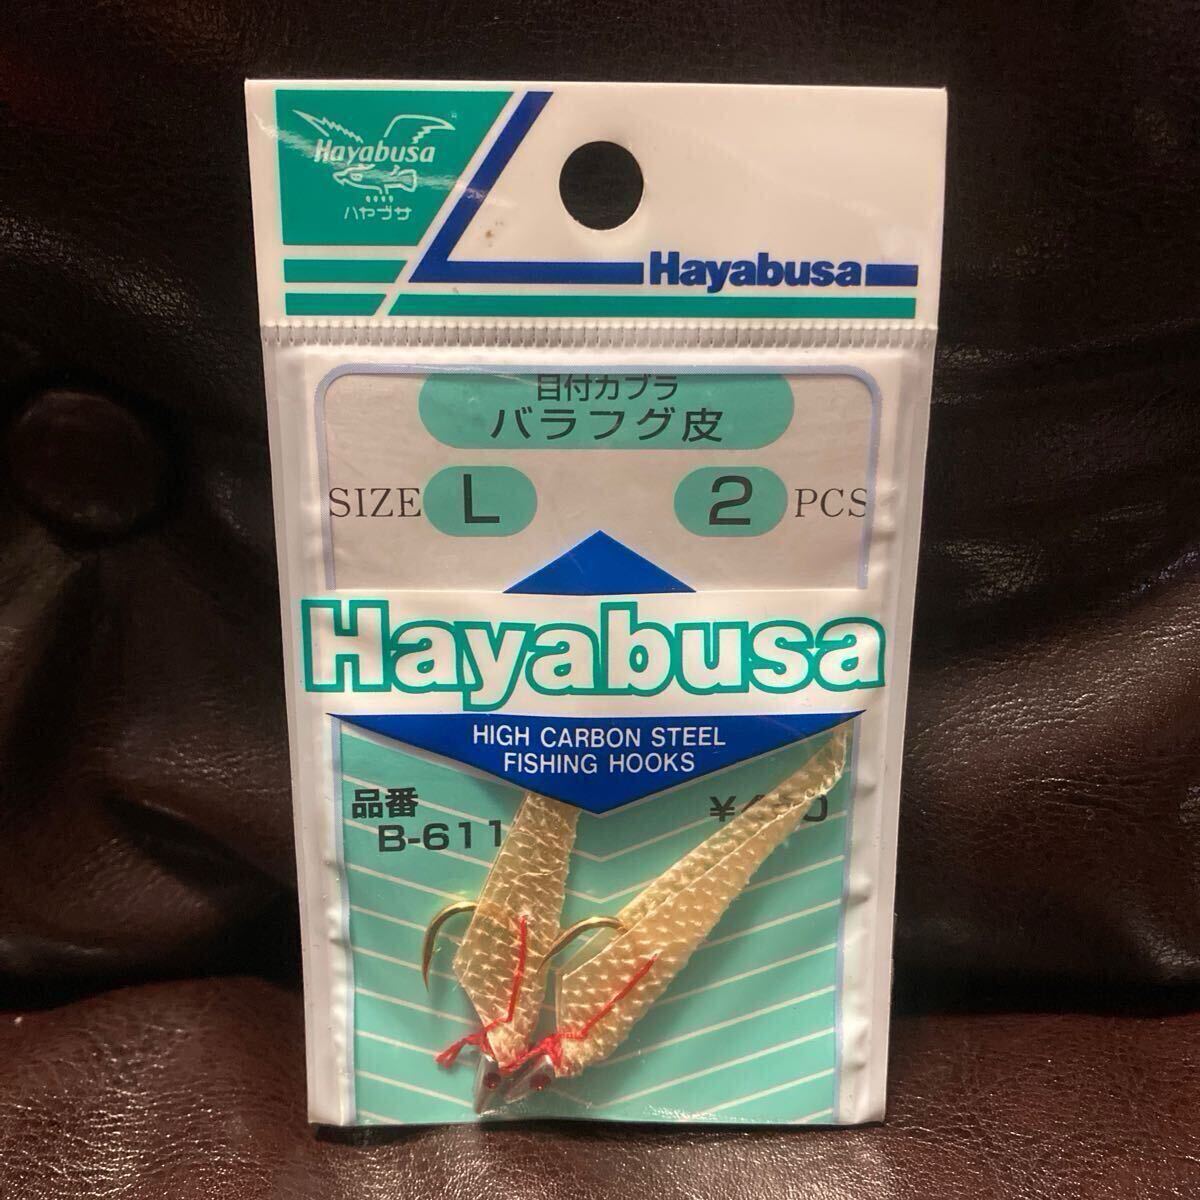 Hayabusa
ハヤブサ
Hayabusa
目付カブラ
バラフグ皮
SIZE L 2 PCS
Hayabusa
HIGH CARBON STEEL
FISHING HOOKS
品番
B-611